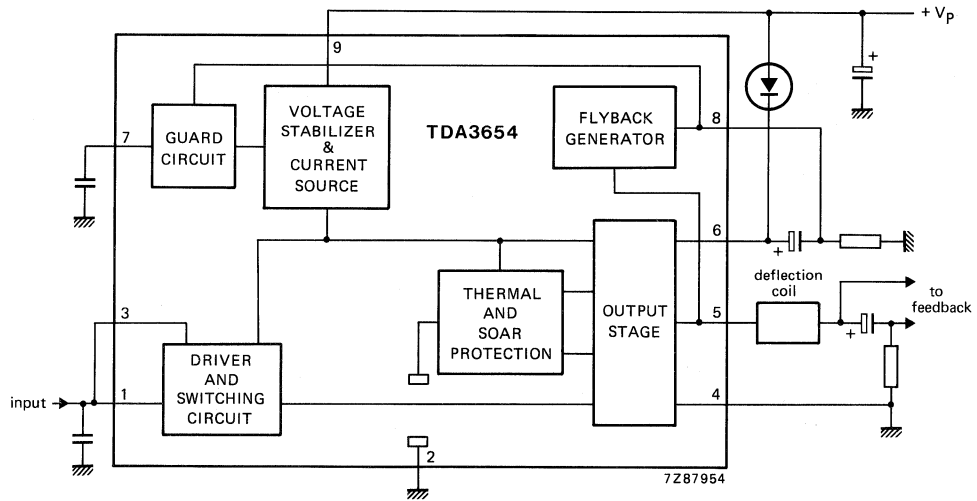 + VP
9
VOLTAGE
STABILIZER
&
CURRENT
SOURCE
TDA3654
FLYBACK
GENERATOR
8
+
7
GUARD
CIRCUIT
6
+
deflection
coil
to
feedback
THERMAL
AND
SOAR
PROTECTION
OUTPUT
STAGE
5
+
3
DRIVER
AND
SWITCHING
CIRCUIT
input
1
4
2
7Z87954